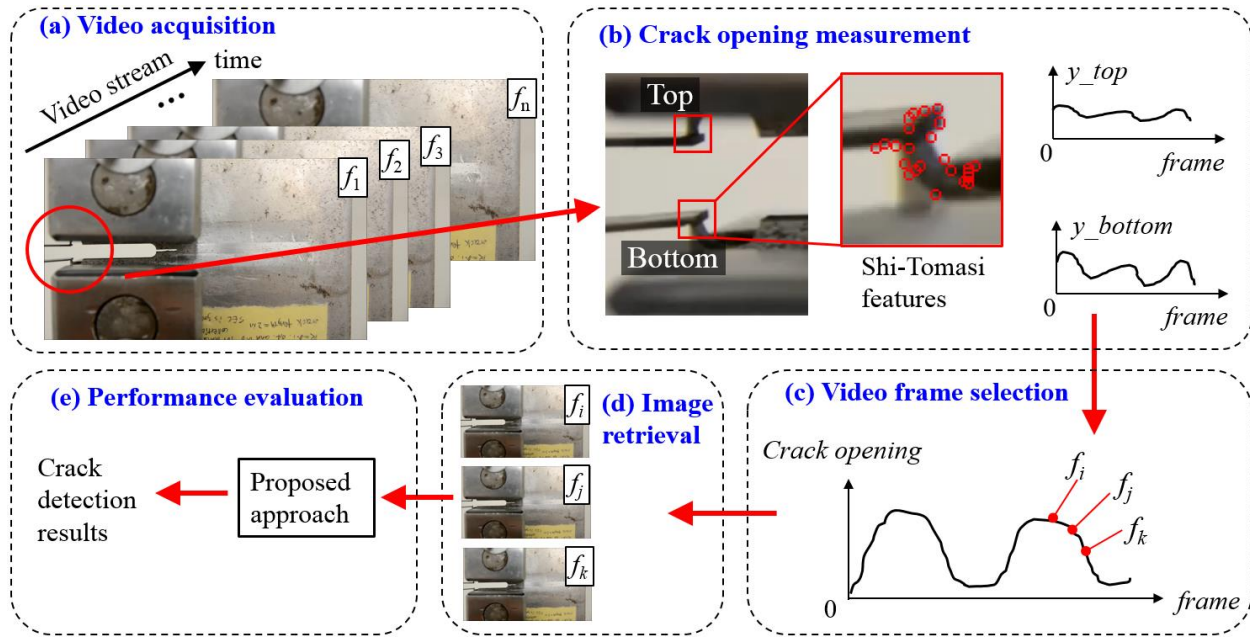 (a) Video acquisition
Video stream
time
...
f1
f2
f3
fn
(b) Crack opening measurement
Top
Bottom
Shi-Tomasi
features
y_top
0
frame
y_bottom
0
frame
(c) Video frame selection
Crack opening
fi
fj
fk
0
frame
(d) Image
retrieval
fi
fj
fk
(e) Performance evaluation
Proposed
approach
Crack
detection
results